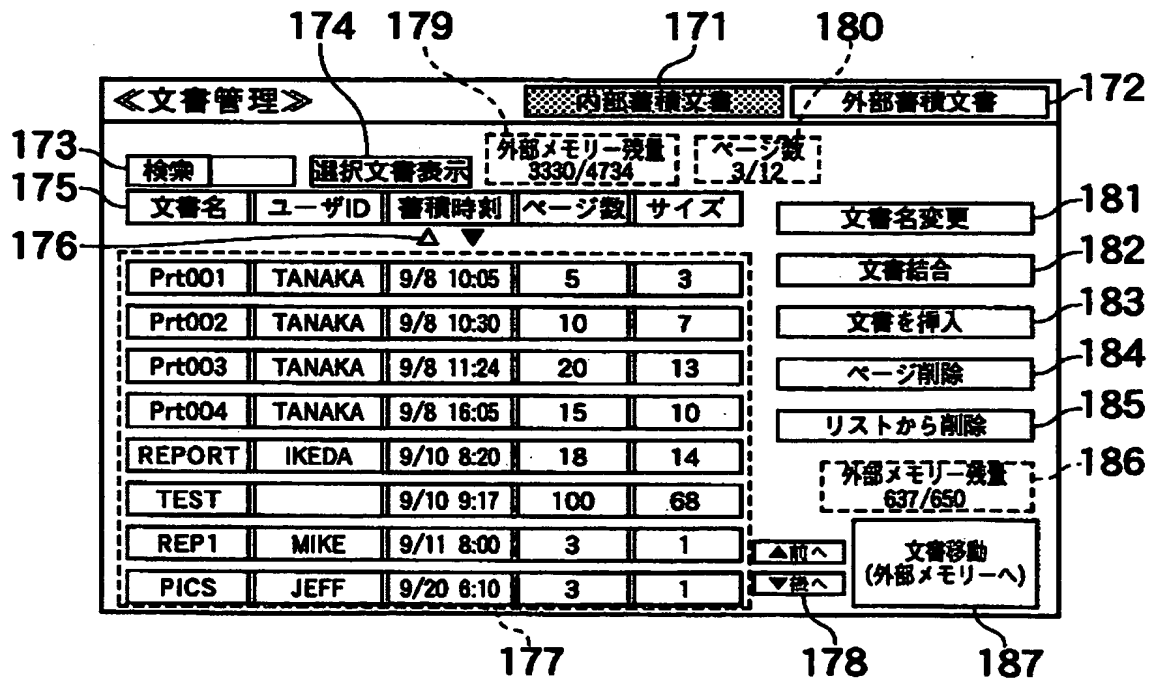 174 179 171 180
≪文書管理≫ 内部書積文書 外部書積文書 172
173 検索 選択文書表示 外部メモリー残量 ページ数
3330/4734 3/12
175 文書名 ユーザID 蓄積時刻 ページ数 サイズ 文書名変更 181
176 △ ▼
Prt001 TANAKA 9/8 10:05 5 3 文書結合 182
Prt002 TANAKA 9/8 10:30 10 7 文書を挿入 183
Prt003 TANAKA 9/8 11:24 20 13 ページ削除 184
Prt004 TANAKA 9/8 16:05 15 10 リストから削除 185
REPORT IKEDA 9/10 8:20 18 14 外部メモリー残量 186
TEST 9/10 9:17 100 68 637/650
REP1 MIKE 9/11 8:00 3 1 ▲前へ 文書移動
PICS JEFF 9/20 6:10 3 1 ▼後へ (外部メモリーへ)
177 178 187